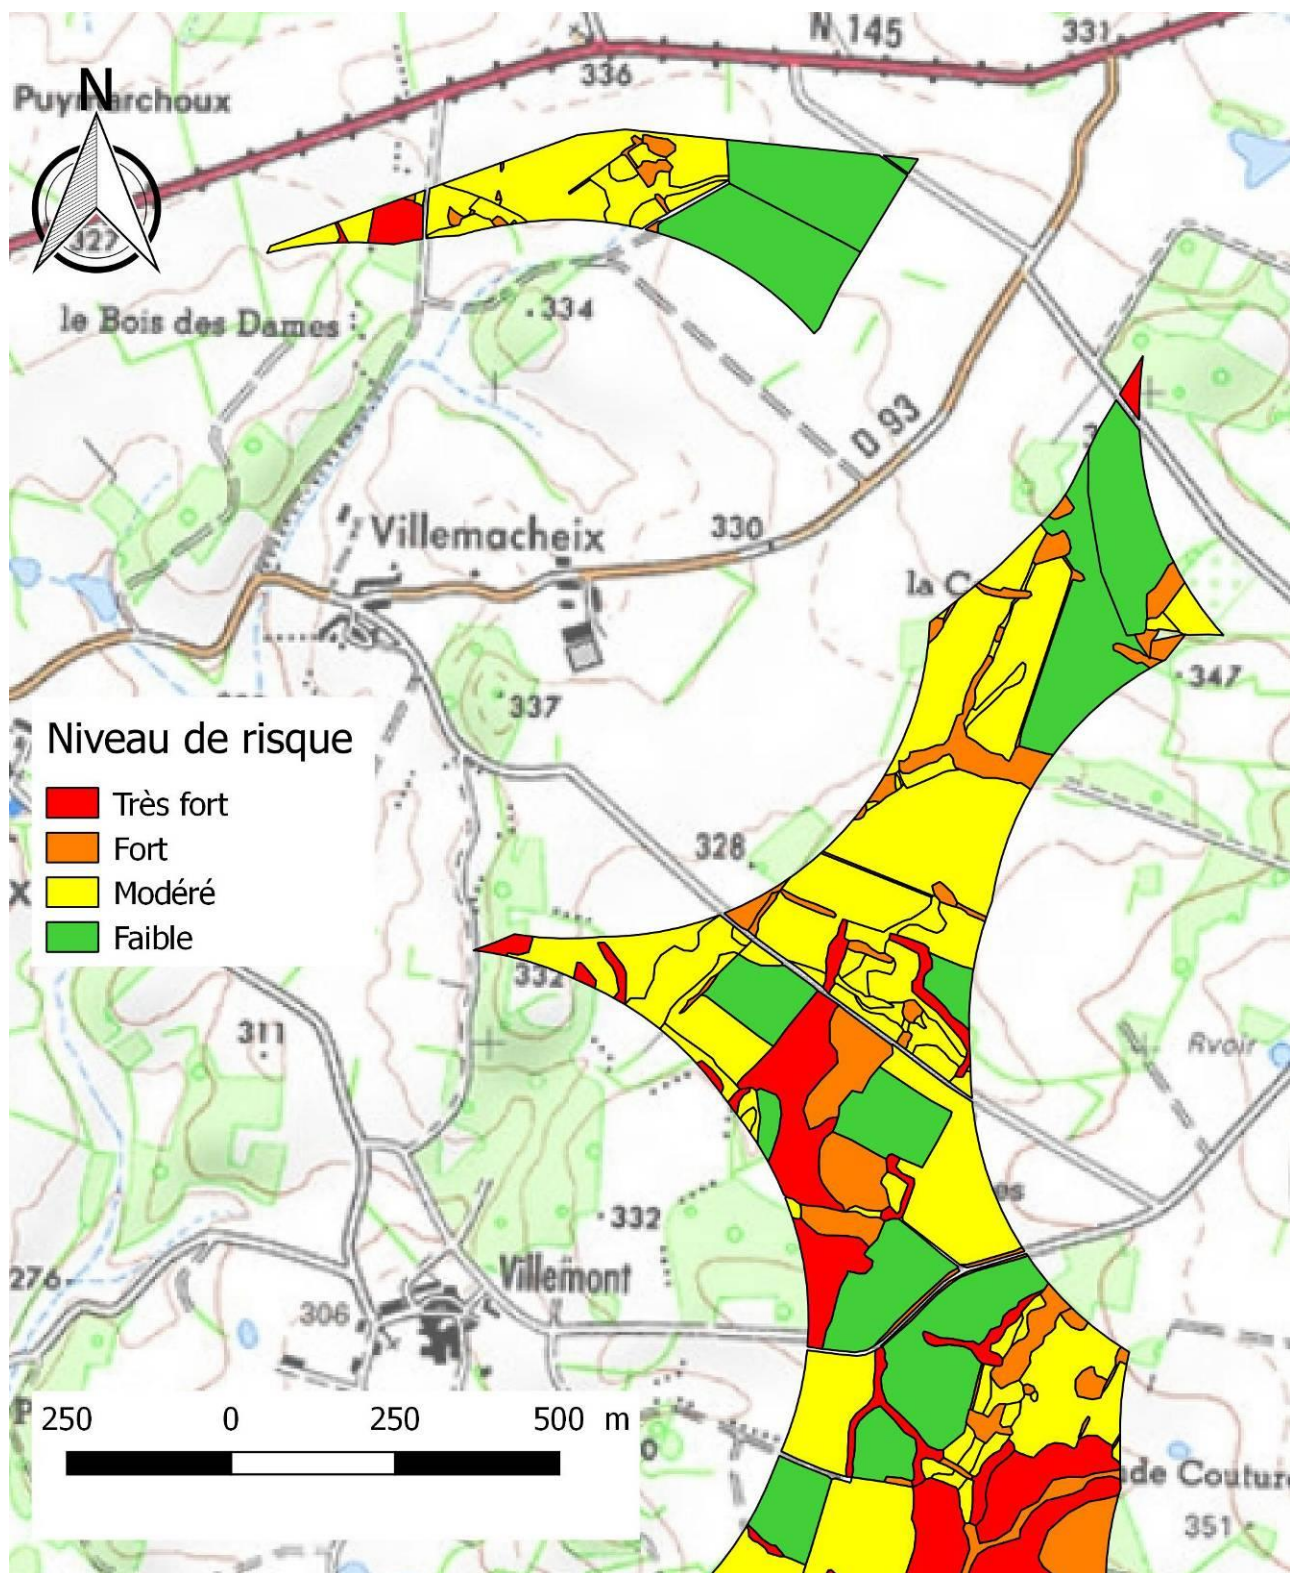 N 145
331
336
Puymarchoux
N
327
le Bois des Dames
334
D 93
Villemacheix
330
la C
347
337
Niveau de risque
Très fort
Fort
Modéré
Faible
328
332
311
Rvoir
332
es
276
Villemont
306
250 0 250 500 m
ude Couture
351